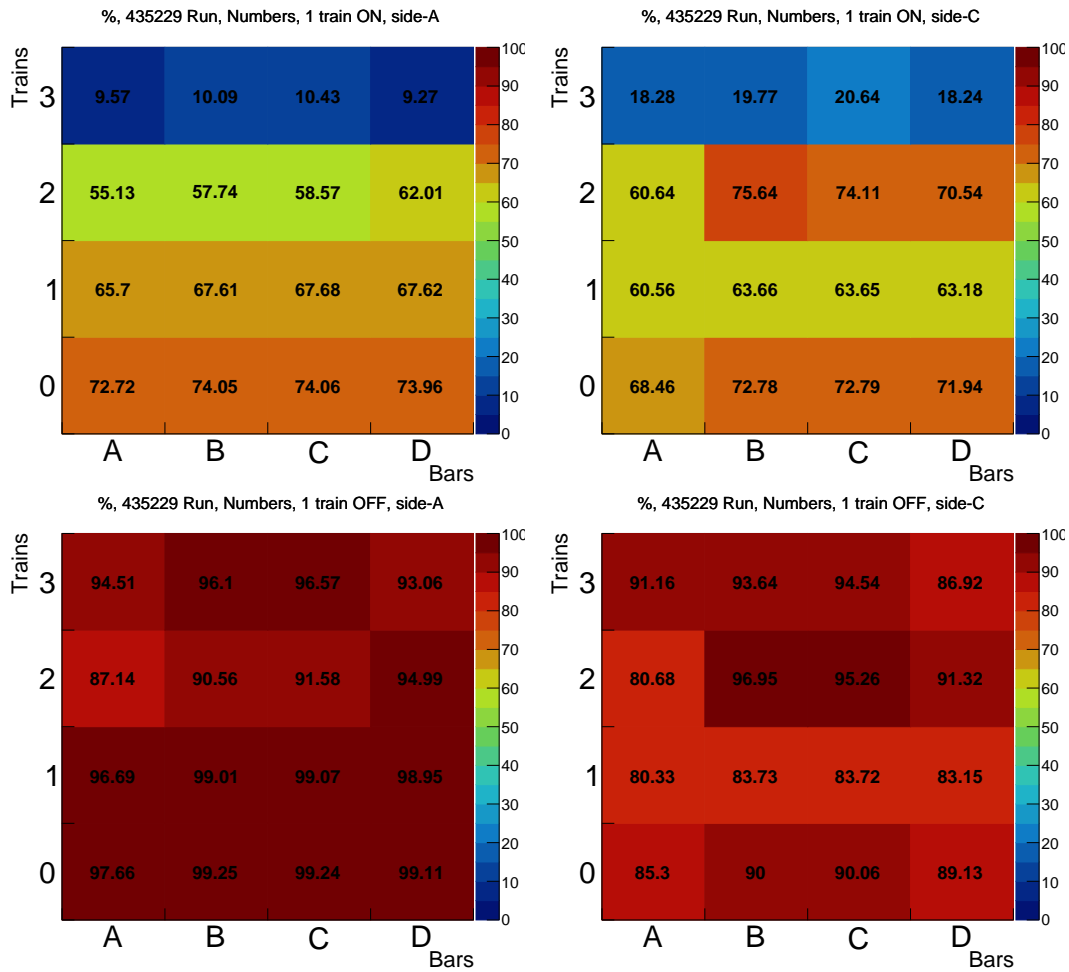 %, 435229 Run, Numbers, 1 train ON, side-A
Trains
3 9.57 10.09 10.43 9.27
2 55.13 57.74 58.57 62.01
1 65.7 67.61 67.68 67.62
0 72.72 74.05 74.06 73.96
A B C D
Bars
100
90
80
70
60
50
40
30
20
10
0
%, 435229 Run, Numbers, 1 train ON, side-C
Trains
3 18.28 19.77 20.64 18.24
2 60.64 75.64 74.11 70.54
1 60.56 63.66 63.65 63.18
0 68.46 72.78 72.79 71.94
A B C D
Bars
100
90
80
70
60
50
40
30
20
10
0
%, 435229 Run, Numbers, 1 train OFF, side-A
Trains
3 94.51 96.1 96.57 93.06
2 87.14 90.56 91.58 94.99
1 96.69 99.01 99.07 98.95
0 97.66 99.25 99.24 99.11
A B C D
Bars
100
90
80
70
60
50
40
30
20
10
0
%, 435229 Run, Numbers, 1 train OFF, side-C
Trains
3 91.16 93.64 94.54 86.92
2 80.68 96.95 95.26 91.32
1 80.33 83.73 83.72 83.15
0 85.3 90 90.06 89.13
A B C D
Bars
100
90
80
70
60
50
40
30
20
10
0